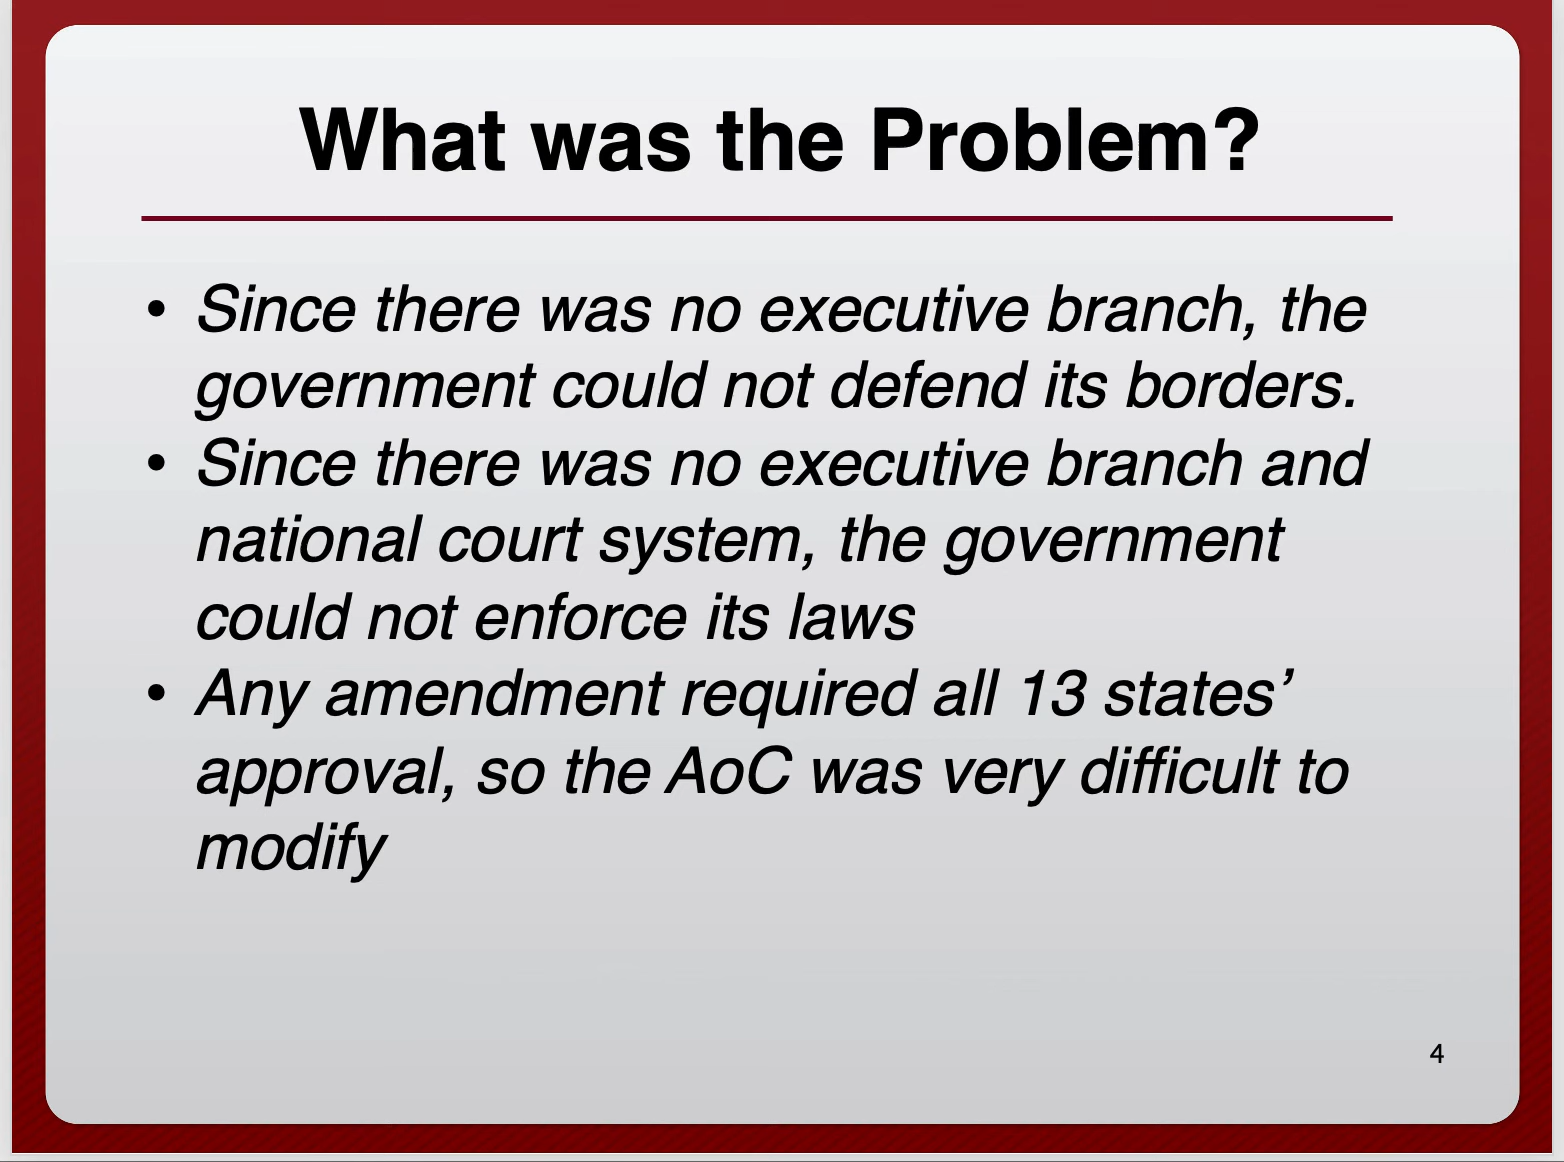 What was the Problem?
• Since there was no executive branch, the
government could not defend its borders.
• Since there was no executive branch and
national court system, the government
could not enforce its laws
• Any amendment required all 13 states’
approval, so the AoC was very difficult to
modify
4